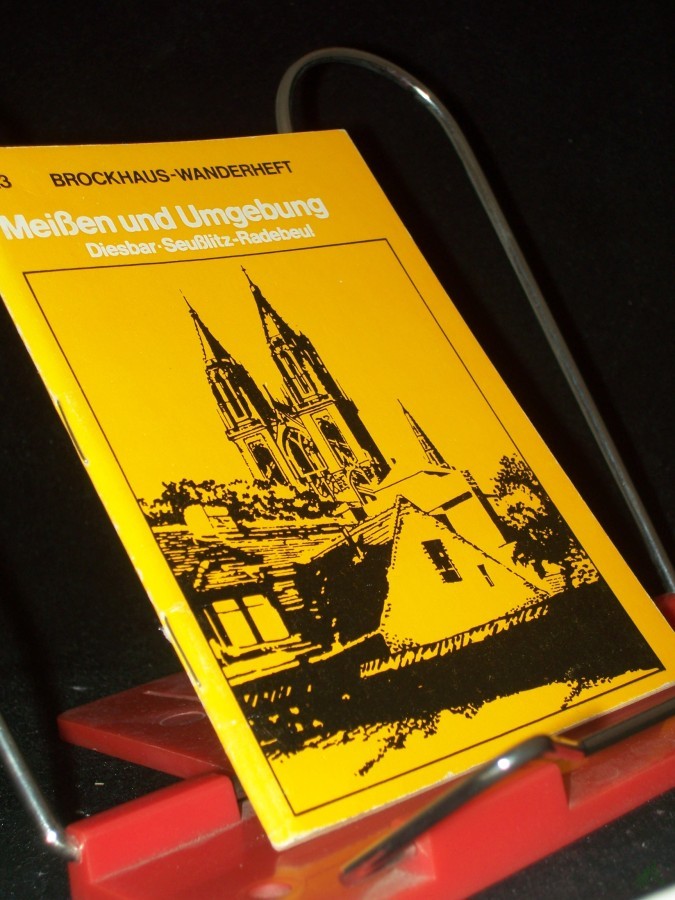 3 BROCKHAUS-WANDERHEFT
Meißen und Umgebung
Diesbar-Seußlitz-Radebeul